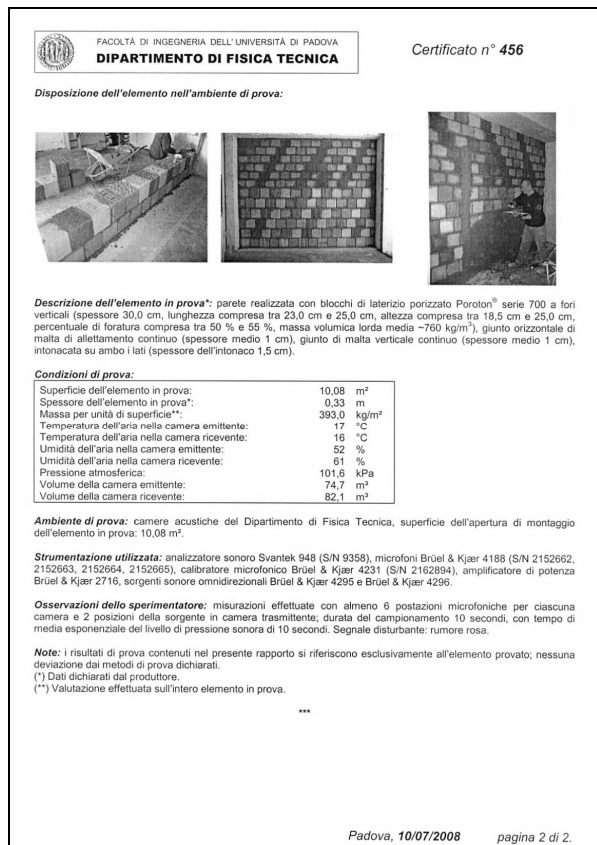 FACOLTÀ DI INGEGNERIA DELL'UNIVERSITÀ DI PADOVA
DIPARTIMENTO DI FISICA TECNICA
Certificato n° 456
Disposizione dell'elemento nell'ambiente di prova:
Descrizione dell'elemento in prova*: parete realizzata con blocchi di laterizio porizzato Poroton® serie 700 a fori
verticali (spessore 30,0 cm, lunghezza compresa tra 23,0 cm e 25,0 cm, altezza compresa tra 18,5 cm e 25,0 cm,
percentuale di foratura compresa tra 50 % e 55 %, massa volumica lorda media ~760 kg/m³), giunto orizzontale di
malta di allettamento continuo (spessore medio 1 cm), giunto di malta verticale continuo (spessore medio 1 cm),
intonacata su ambo i lati (spessore dell'intonaco 1,5 cm).
Condizioni di prova:
Superficie dell'elemento in prova: 10,08 m²
Spessore dell'elemento in prova*: 0,33 m
Massa per unità di superficie**: 393,0 kg/m²
Temperatura dell'aria nella camera emittente: 17 °C
Temperatura dell'aria nella camera ricevente: 16 °C
Umidità dell'aria nella camera emittente: 52 %
Umidità dell'aria nella camera ricevente: 61 %
Pressione atmosferica: 101,6 kPa
Volume della camera emittente: 74,7 m³
Volume della camera ricevente: 82,1 m³
Ambiente di prova: camere acustiche del Dipartimento di Fisica Tecnica, superficie dell'apertura di montaggio
dell'elemento in prova: 10,08 m².
Strumentazione utilizzata: analizzatore sonoro Svantek 948 (S/N 9358), microfoni Brüel & Kjær 4188 (S/N 2152662,
2152663, 2152664, 2152665), calibratore microfonico Brüel & Kjær 4231 (S/N 2162894), amplificatore di potenza
Brüel & Kjær 2716, sorgenti sonore omnidirezionali Brüel & Kjær 4295 e Brüel & Kjær 4296.
Osservazioni dello sperimentatore: misurazioni effettuate con almeno 6 postazioni microfoniche per ciascuna
camera e 2 posizioni della sorgente in camera trasmittente; durata del campionamento 10 secondi, con tempo di
media esponenziale del livello di pressione sonora di 10 secondi. Segnale disturbante: rumore rosa.
Note: i risultati di prova contenuti nel presente rapporto si riferiscono esclusivamente all'elemento provato; nessuna
deviazione dai metodi di prova dichiarati.
(*) Dati dichiarati dal produttore.
(**) Valutazione effettuata sull'intero elemento in prova.
***
Padova, 10/07/2008
pagina 2 di 2.